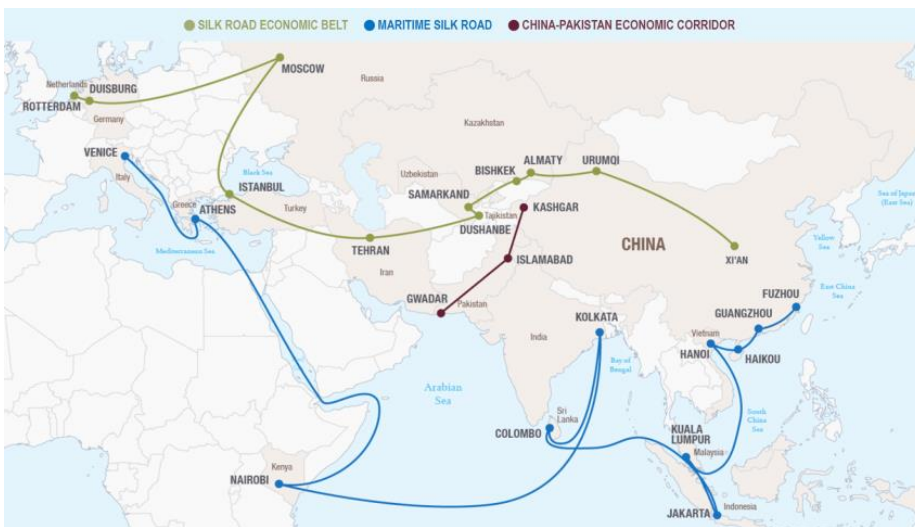 SILK ROAD ECONOMIC BELT
MARITIME SILK ROAD
CHINA-PAKISTAN ECONOMIC CORRIDOR
MOSCOW
Russia
Netherlands
DUISBURG
ROTTERDAM
Germany
Kazakhstan
VENICE
Italy
Black Sea
ISTANBUL
Uzbekistan
BISHKEK
ALMATY
URUMQI
SAMARKAND
Greece
ATHENS
Turkey
Tajikistan
KASHGAR
DUSHANBE
Sea of Japan
(East Sea)
Mediterranean Sea
TEHRAN
Iran
ISLAMABAD
CHINA
XI'AN
Yellow
Sea
GWADAR
Pakistan
KOLKATA
FUZHOU
East China
Sea
GUANGZHOU
India
Vietnam
HANOI
HAIKOU
Bay of
Bengal
Arabian
Sea
Sri
Lanka
COLOMBO
South
China
Sea
KUALA
LUMPUR
Malaysia
Kenya
NAIROBI
JAKARTA
Indonesia